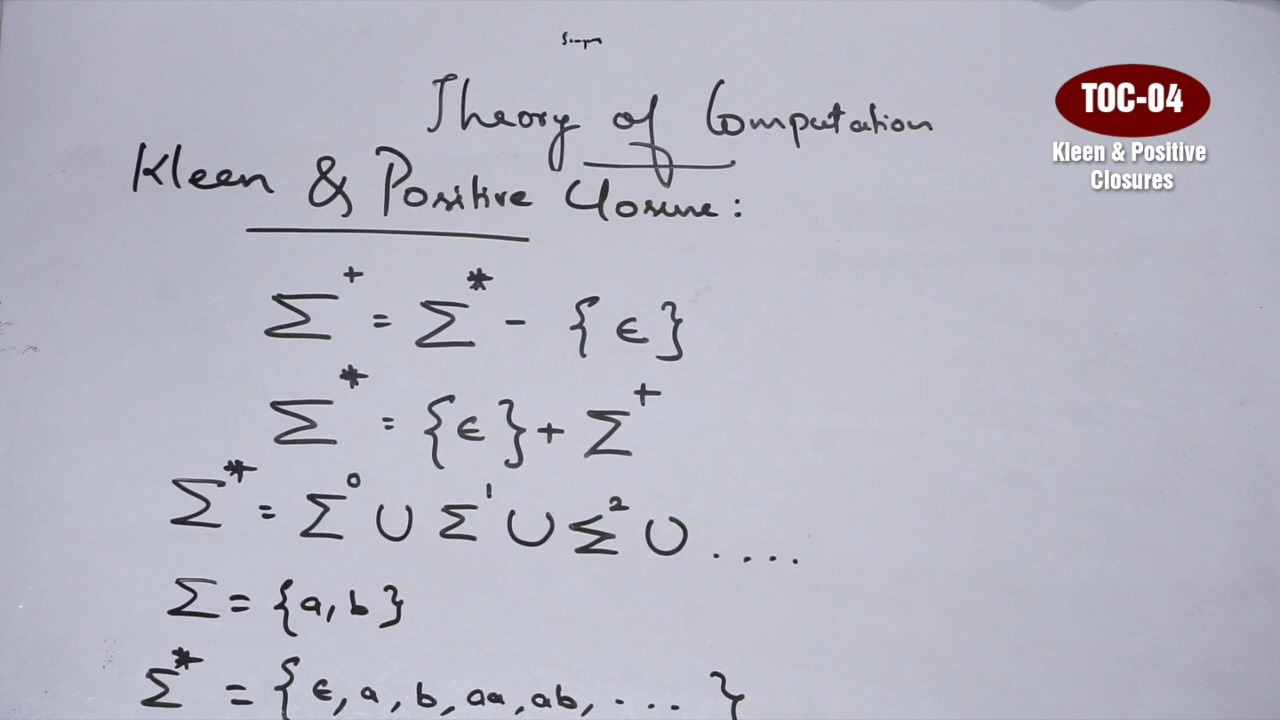 Theory of Computation
TOC-04
Kleen & Positive
Closures
Kleen & Positive Closure:
Σ⁺ = Σ* - {ϵ}
Σ* = {ϵ} + Σ⁺
Σ* = Σ⁰ ∪ Σ¹ ∪ Σ² ∪ ....
Σ = {a, b}
Σ* = {ϵ, a, b, aa, ab, ... }